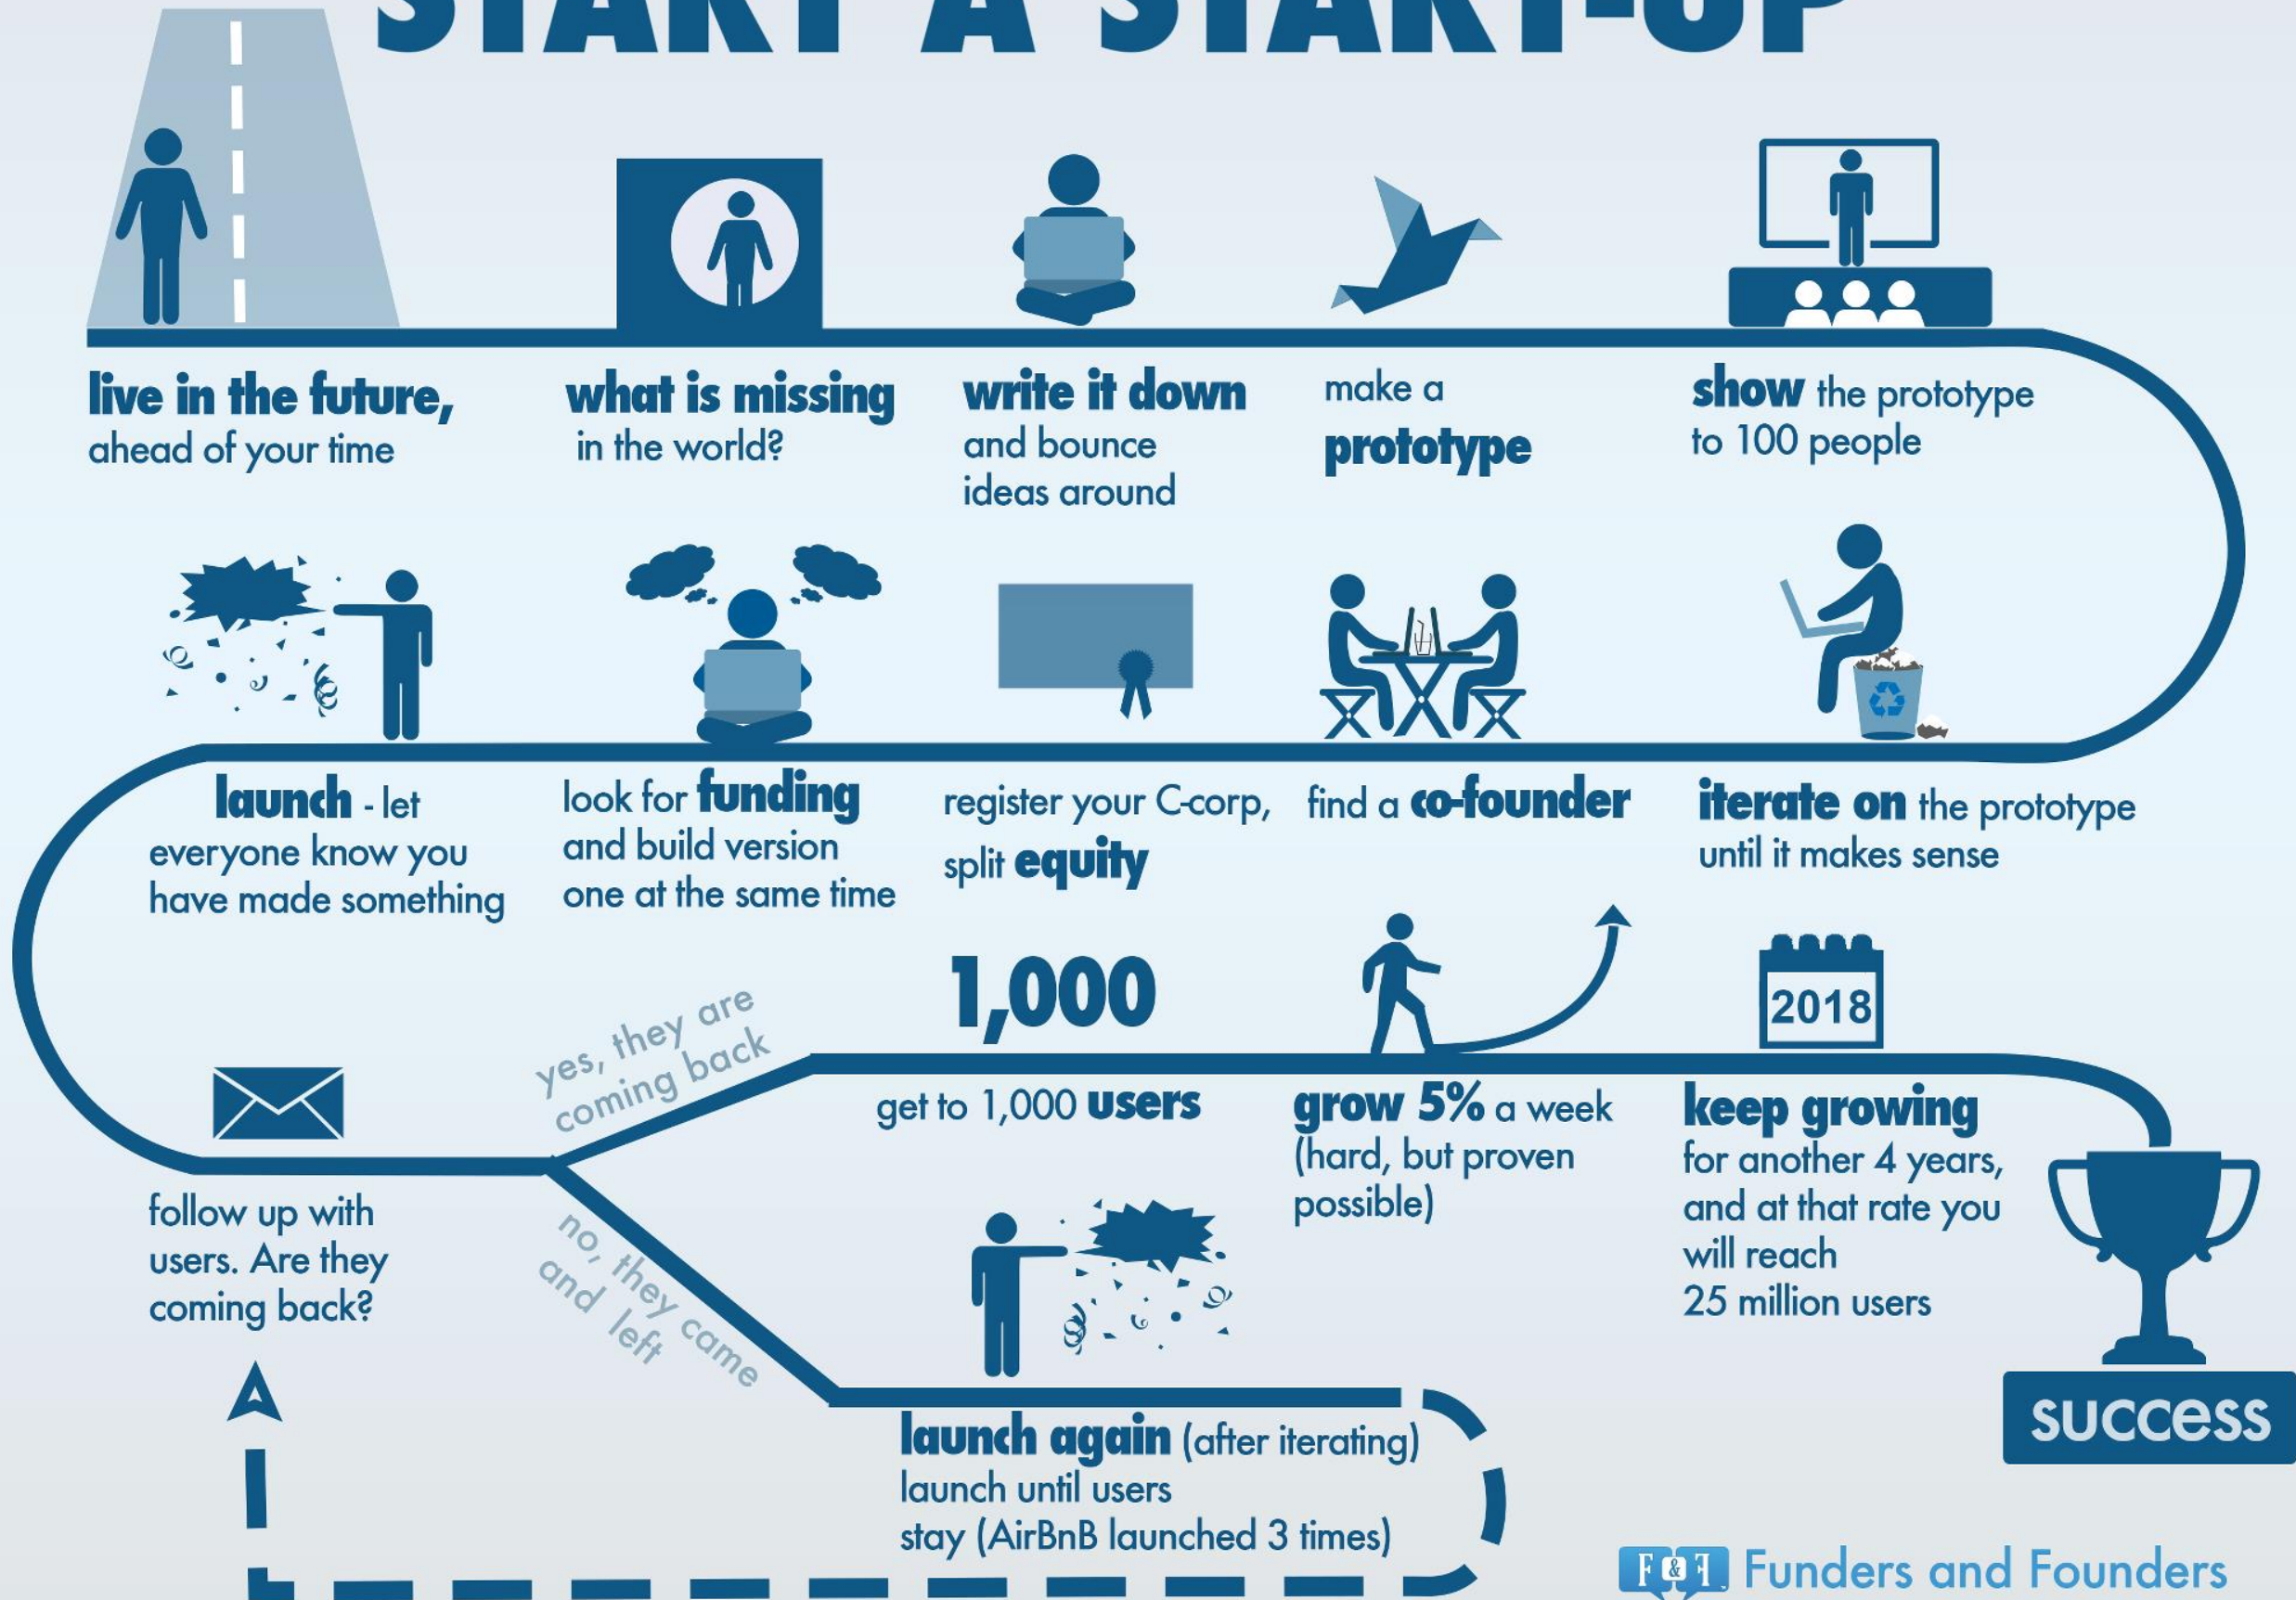 START A START-UP
live in the future,
ahead of your time
what is missing
in the world?
write it down
and bounce
ideas around
make a
prototype
show the prototype
to 100 people
launch - let
everyone know you
have made something
look for funding
and build version
one at the same time
register your C-corp,
split equity
find a co-founder
iterate on the prototype
until it makes sense
follow up with
users. Are they
coming back?
yes, they are
coming back
no, they came
and left
1,000
get to 1,000 users
grow 5% a week
(hard, but proven
possible)
2018
keep growing
for another 4 years,
and at that rate you
will reach
25 million users
success
launch again (after iterating)
launch until users
stay (AirBnB launched 3 times)
F & F
Funders and Founders